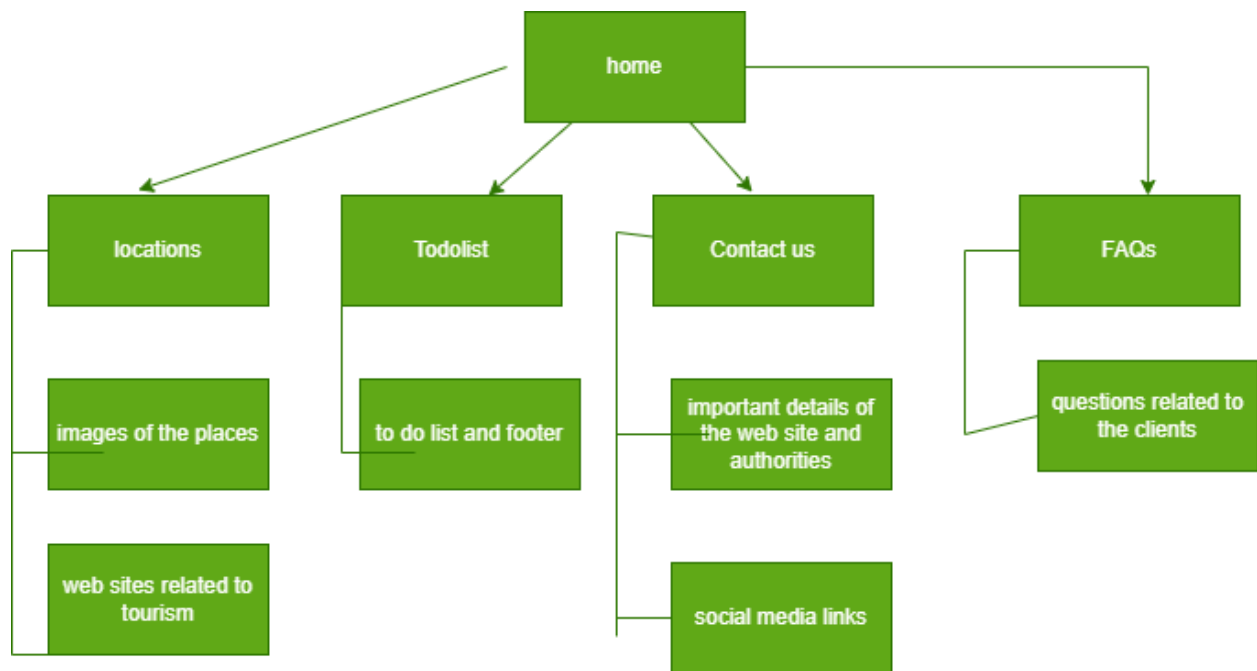 home
locations
Todolist
Contact us
FAQs
images of the places
to do list and footer
important details of
the web site and
authorities
questions related to
the clients
web sites related to
tourism
social media links